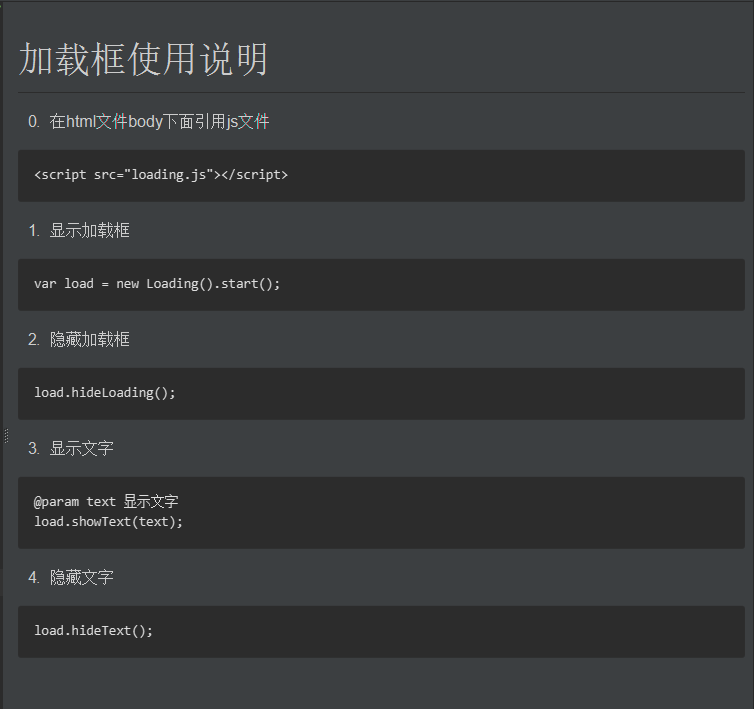 加载框使用说明
0. 在html文件body下面引用js文件
<script src="loading.js"></script>
1. 显示加载框
var load = new Loading().start();
2. 隐藏加载框
load.hideLoading();
3. 显示文字
@param text 显示文字
load.showText(text);
4. 隐藏文字
load.hideText();